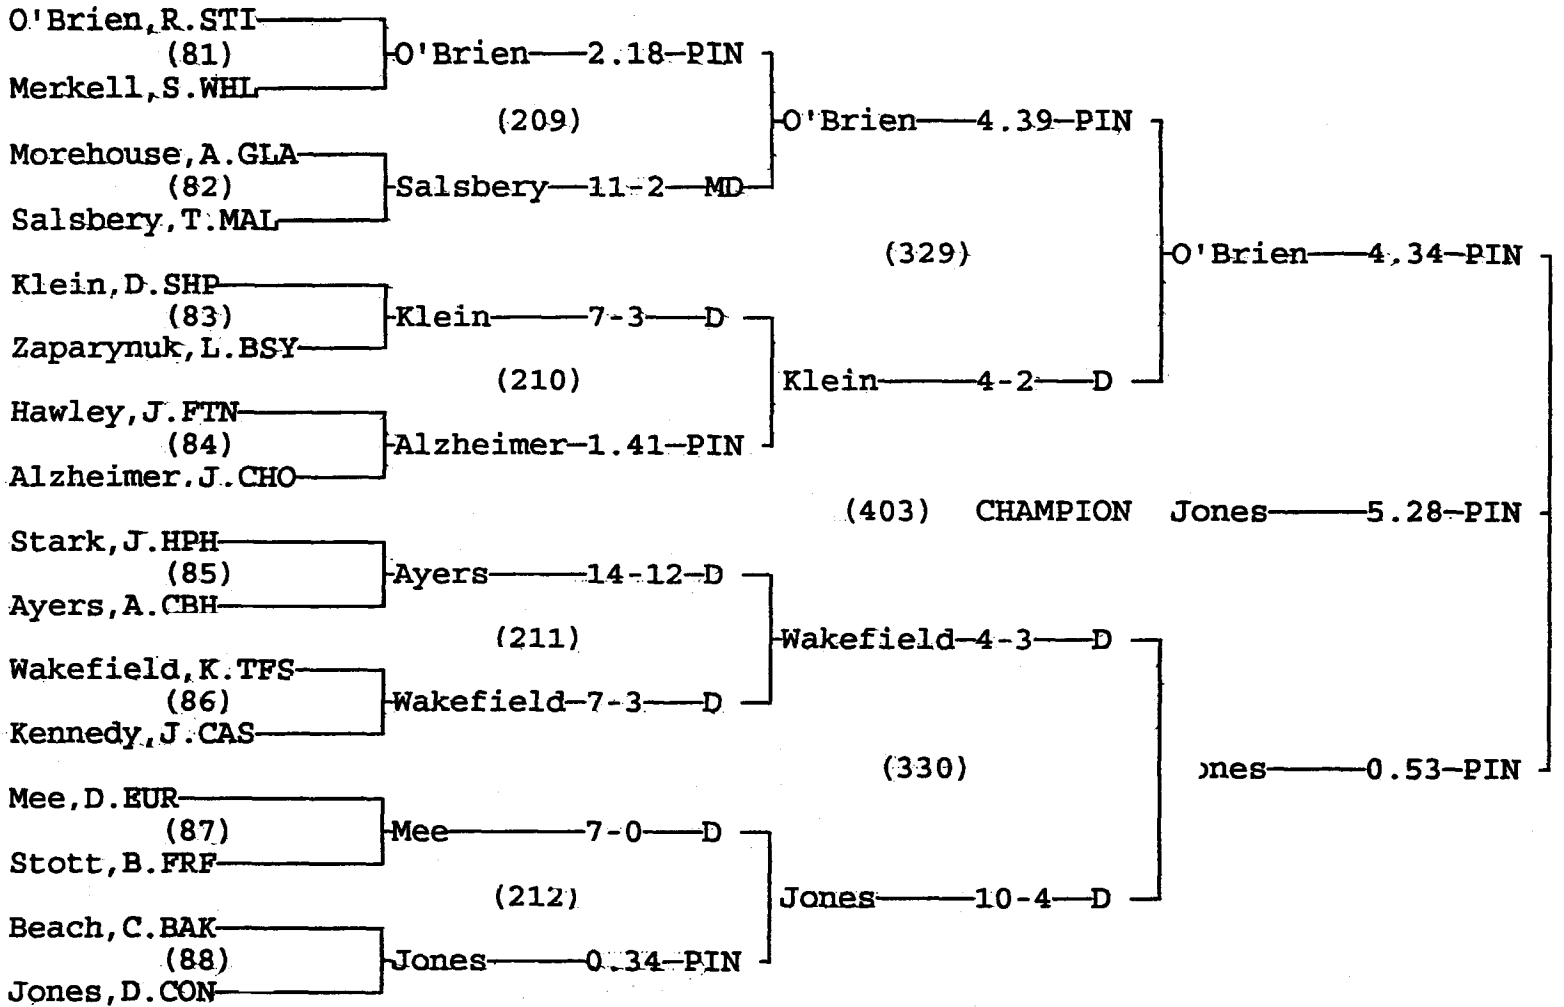 O'Brien,R.STI
(81) O'Brien 2.18-PIN
Merkell,S.WHL
(209) O'Brien 4.39-PIN
Morehouse,A.GLA
(82) Salsbery 11-2 MD
Salsbery,T.MAL
(329) O'Brien 4.34-PIN
Klein,D.SHP
(83) Klein 7-3 D
Zaparynuk,L.BSY
(210) Klein 4-2 D
Hawley,J.FTN
(84) Alzheimer-1.41-PIN
Alzheimer.J.CHO
(403) CHAMPION Jones 5.28-PIN
Stark,J.HPH
(85) Ayers 14-12-D
Ayers,A.CBH
(211) Wakefield-4-3 D
Wakefield,K.TFS
(86) Wakefield-7-3 D
Kennedy,J.CAS
(330) ones 0.53-PIN
Mee,D.EUR
(87) Mee 7-0 D
Stott,B.FRF
(212) Jones 10-4 D
Beach,C.BAK
(88) Jones 0.34-PIN
Jones,D.CON